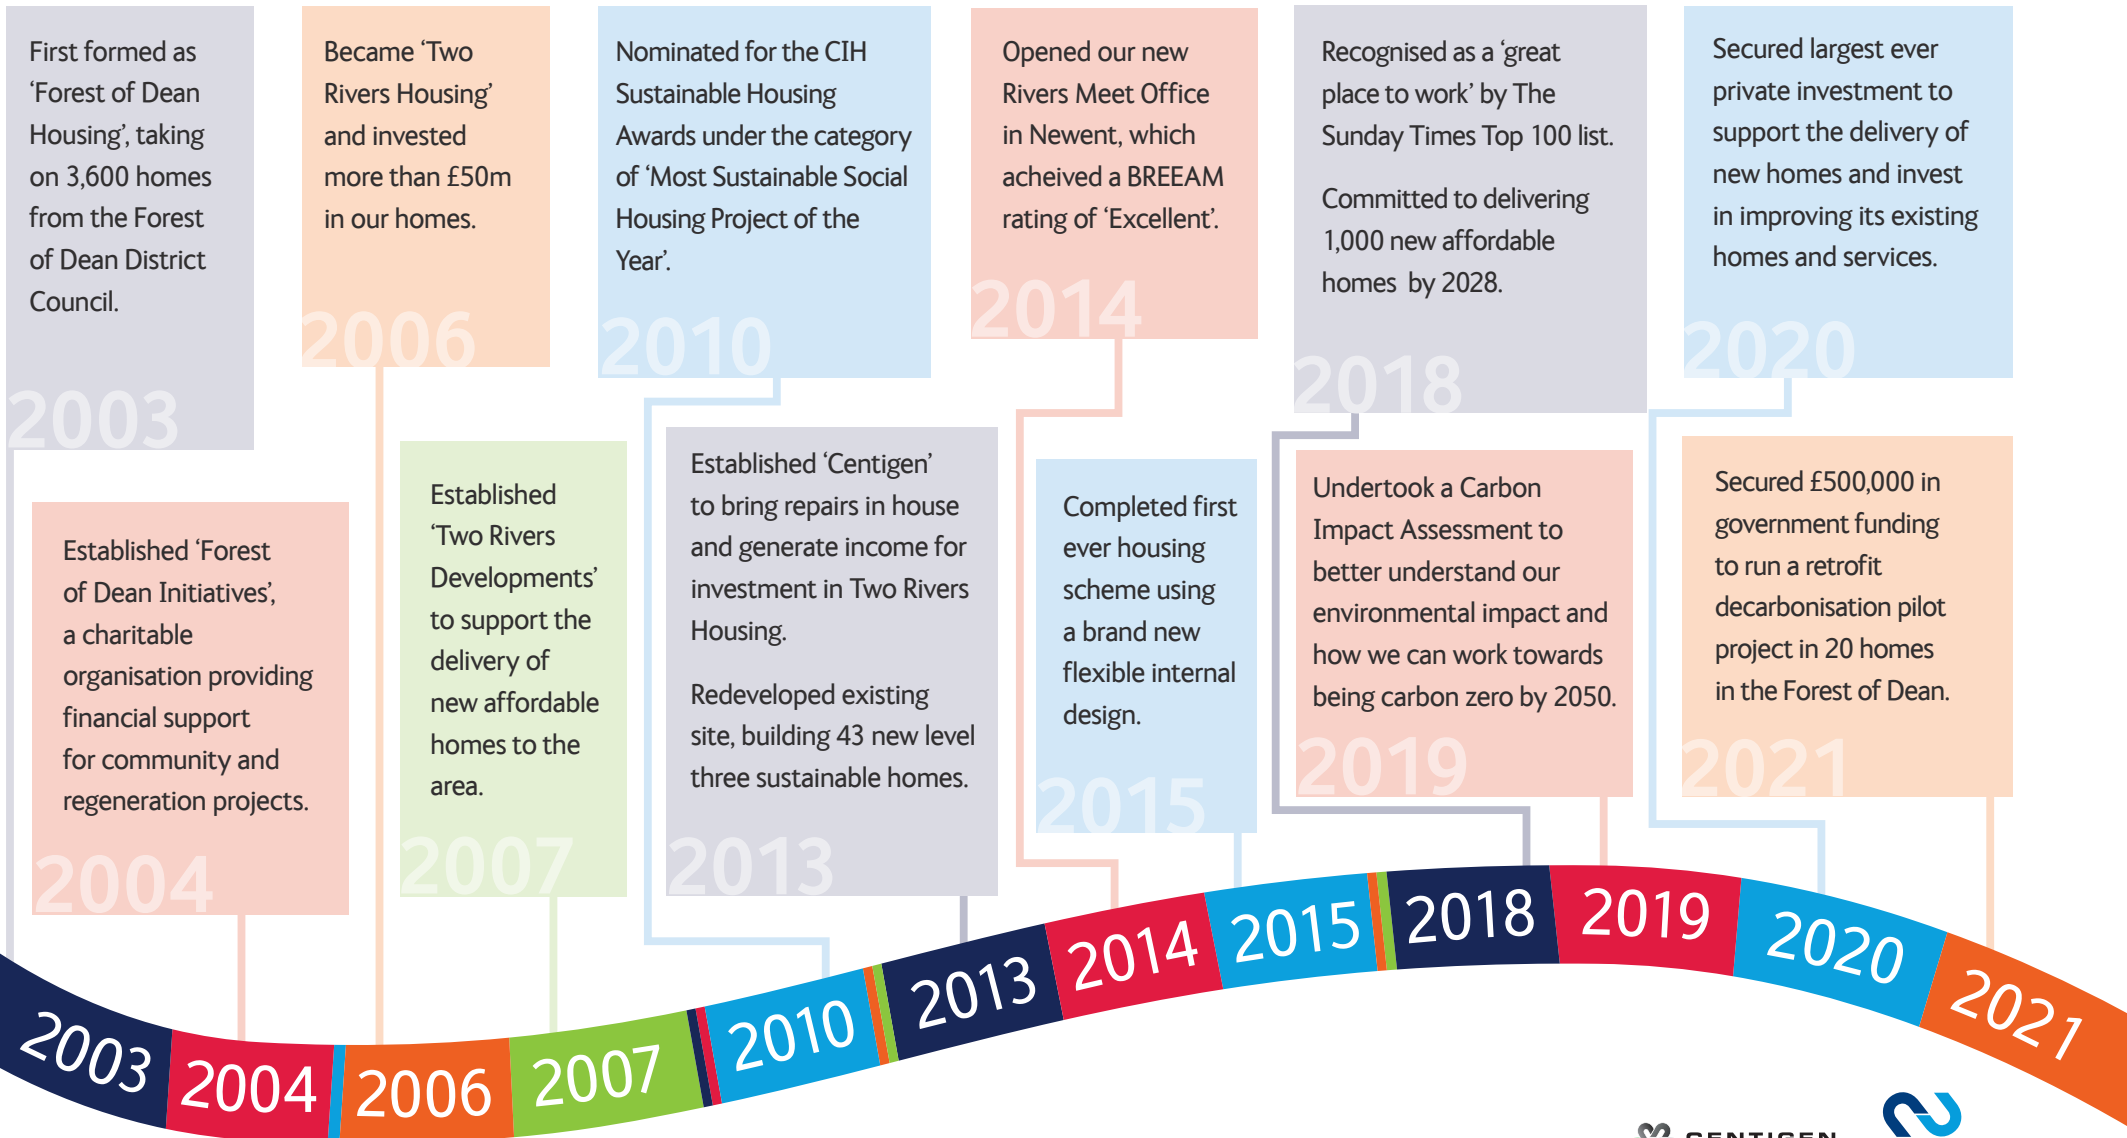 First formed as
‘Forest of Dean
Housing’, taking
on 3,600 homes
from the Forest
of Dean District
Council.
2003
Established ‘Forest
of Dean Initiatives’,
a charitable
organisation providing
financial support
for community and
regeneration projects.
2004
Became ‘Two
Rivers Housing’
and invested
more than £50m
in our homes.
2006
Established
‘Two Rivers
Developments’
to support the
delivery of
new affordable
homes to the
area.
2007
Nominated for the CIH
Sustainable Housing
Awards under the category
of ‘Most Sustainable Social
Housing Project of the
Year’.
2010
Established ‘Centigen’
to bring repairs in house
and generate income for
investment in Two Rivers
Housing.
Redeveloped existing
site, building 43 new level
three sustainable homes.
2013
Opened our new
Rivers Meet Office
in Newent, which
acheived a BREEAM
rating of ‘Excellent’.
2014
Completed first
ever housing
scheme using
a brand new
flexible internal
design.
2015
Recognised as a ‘great
place to work’ by The
Sunday Times Top 100 list.
Committed to delivering
1,000 new affordable
homes by 2028.
2018
Undertook a Carbon
Impact Assessment to
better understand our
environmental impact and
how we can work towards
being carbon zero by 2050.
2019
Secured largest ever
private investment to
support the delivery of
new homes and invest
in improving its existing
homes and services.
2020
Secured £500,000 in
government funding
to run a retrofit
decarbonisation pilot
project in 20 homes
in the Forest of Dean.
2021
2003
2004
2006
2007
2010
2013
2014
2015
2018
2019
2020
2021
CENTIGEN